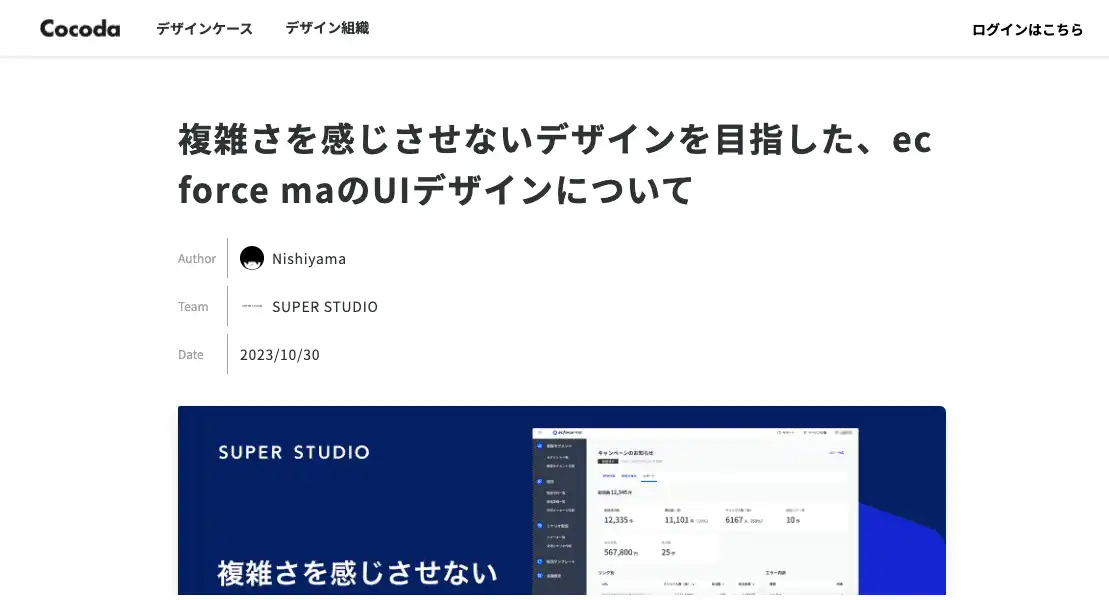 Cocoda
デザインケース
デザイン組織
ログインはこちら
複雑さを感じさせないデザインを目指した、ec
force maのUIデザインについて
Author
Nishiyama
Team
SUPER STUDIO
Date
2023/10/30
SUPER STUDIO
複雑さを感じさせない
キャンペーンのお知らせ
12,335
11,101
6167
10
567,800
25